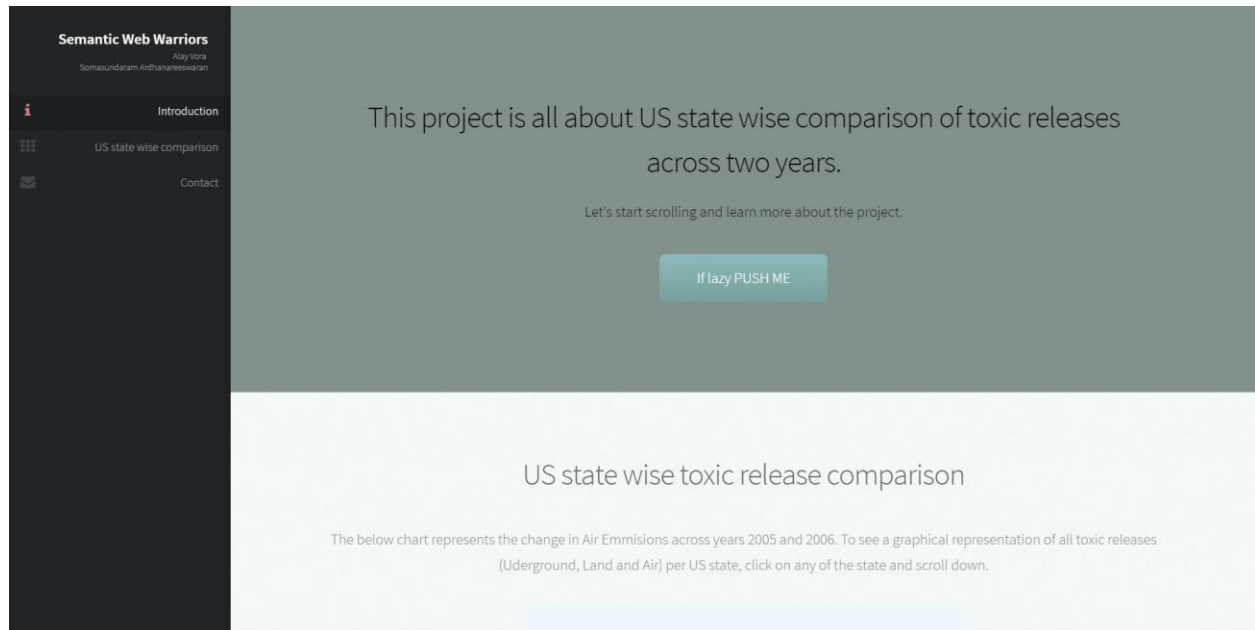 Semantic Web Warriors
Alay Vora
Somasundaram Ardhanareeswaran
Introduction
US state wise comparison
Contact
This project is all about US state wise comparison of toxic releases
across two years.
Let's start scrolling and learn more about the project.
If lazy PUSH ME
US state wise toxic release comparison
The below chart represents the change in Air Emmisions across years 2005 and 2006. To see a graphical representation of all toxic releases
(Uderground, Land and Air) per US state, click on any of the state and scroll down.